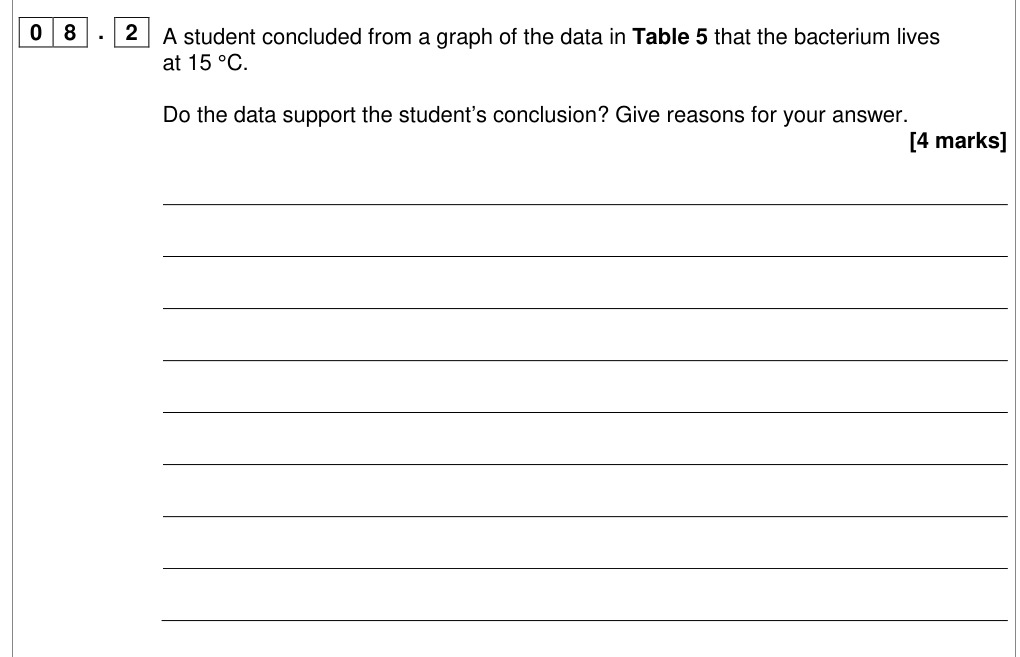 0 8 . 2 A student concluded from a graph of the data in Table 5 that the bacterium lives
at 15 °C.
Do the data support the student’s conclusion? Give reasons for your answer.
[4 marks]